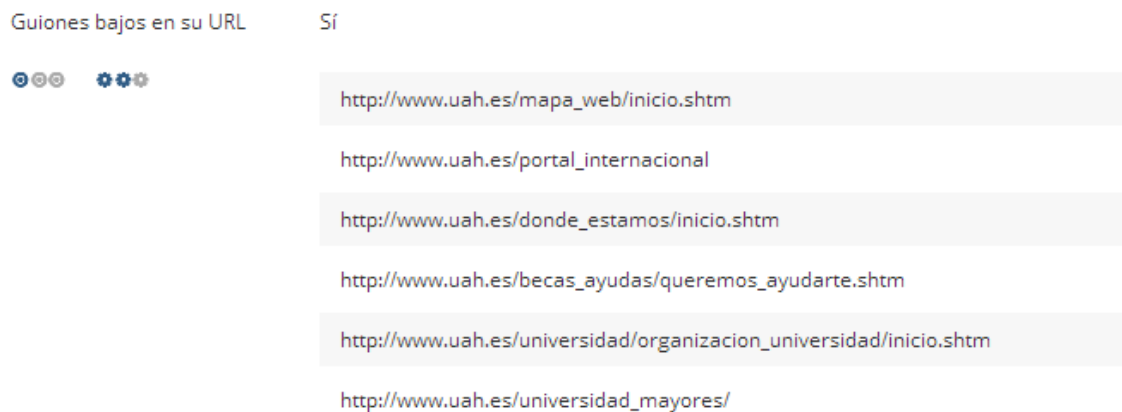 Guiones bajos en su URL Sí
http://www.uah.es/mapa_web/inicio.shtm
http://www.uah.es/portal_internacional
http://www.uah.es/donde_estamos/inicio.shtm
http://www.uah.es/becas_ayudas/queremos_ayudarte.shtm
http://www.uah.es/universidad/organizacion_universidad/inicio.shtm
http://www.uah.es/universidad_mayores/